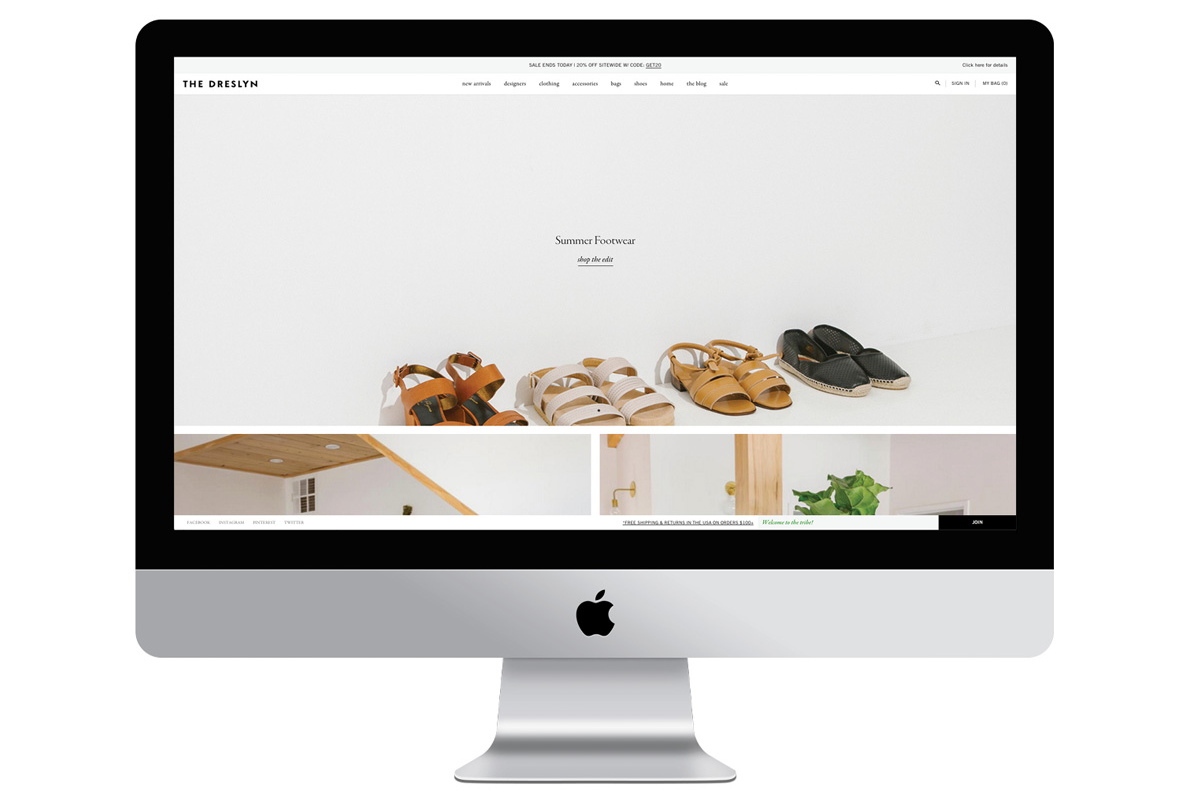 SALE ENDS TODAY | 20% OFF SITEWIDE W/ CODE: GET20
Click here for details
THE DRESLYN
new arrivals designers clothing accessories bags shoes home the blog sale
SIGN IN | MY BAG (0)
Summer Footwear
shop the edit
FACEBOOK INSTAGRAM PINTEREST TWITTER
*FREE SHIPPING & RETURNS IN THE USA ON ORDERS $100+
Welcome to the tribe!
JOIN